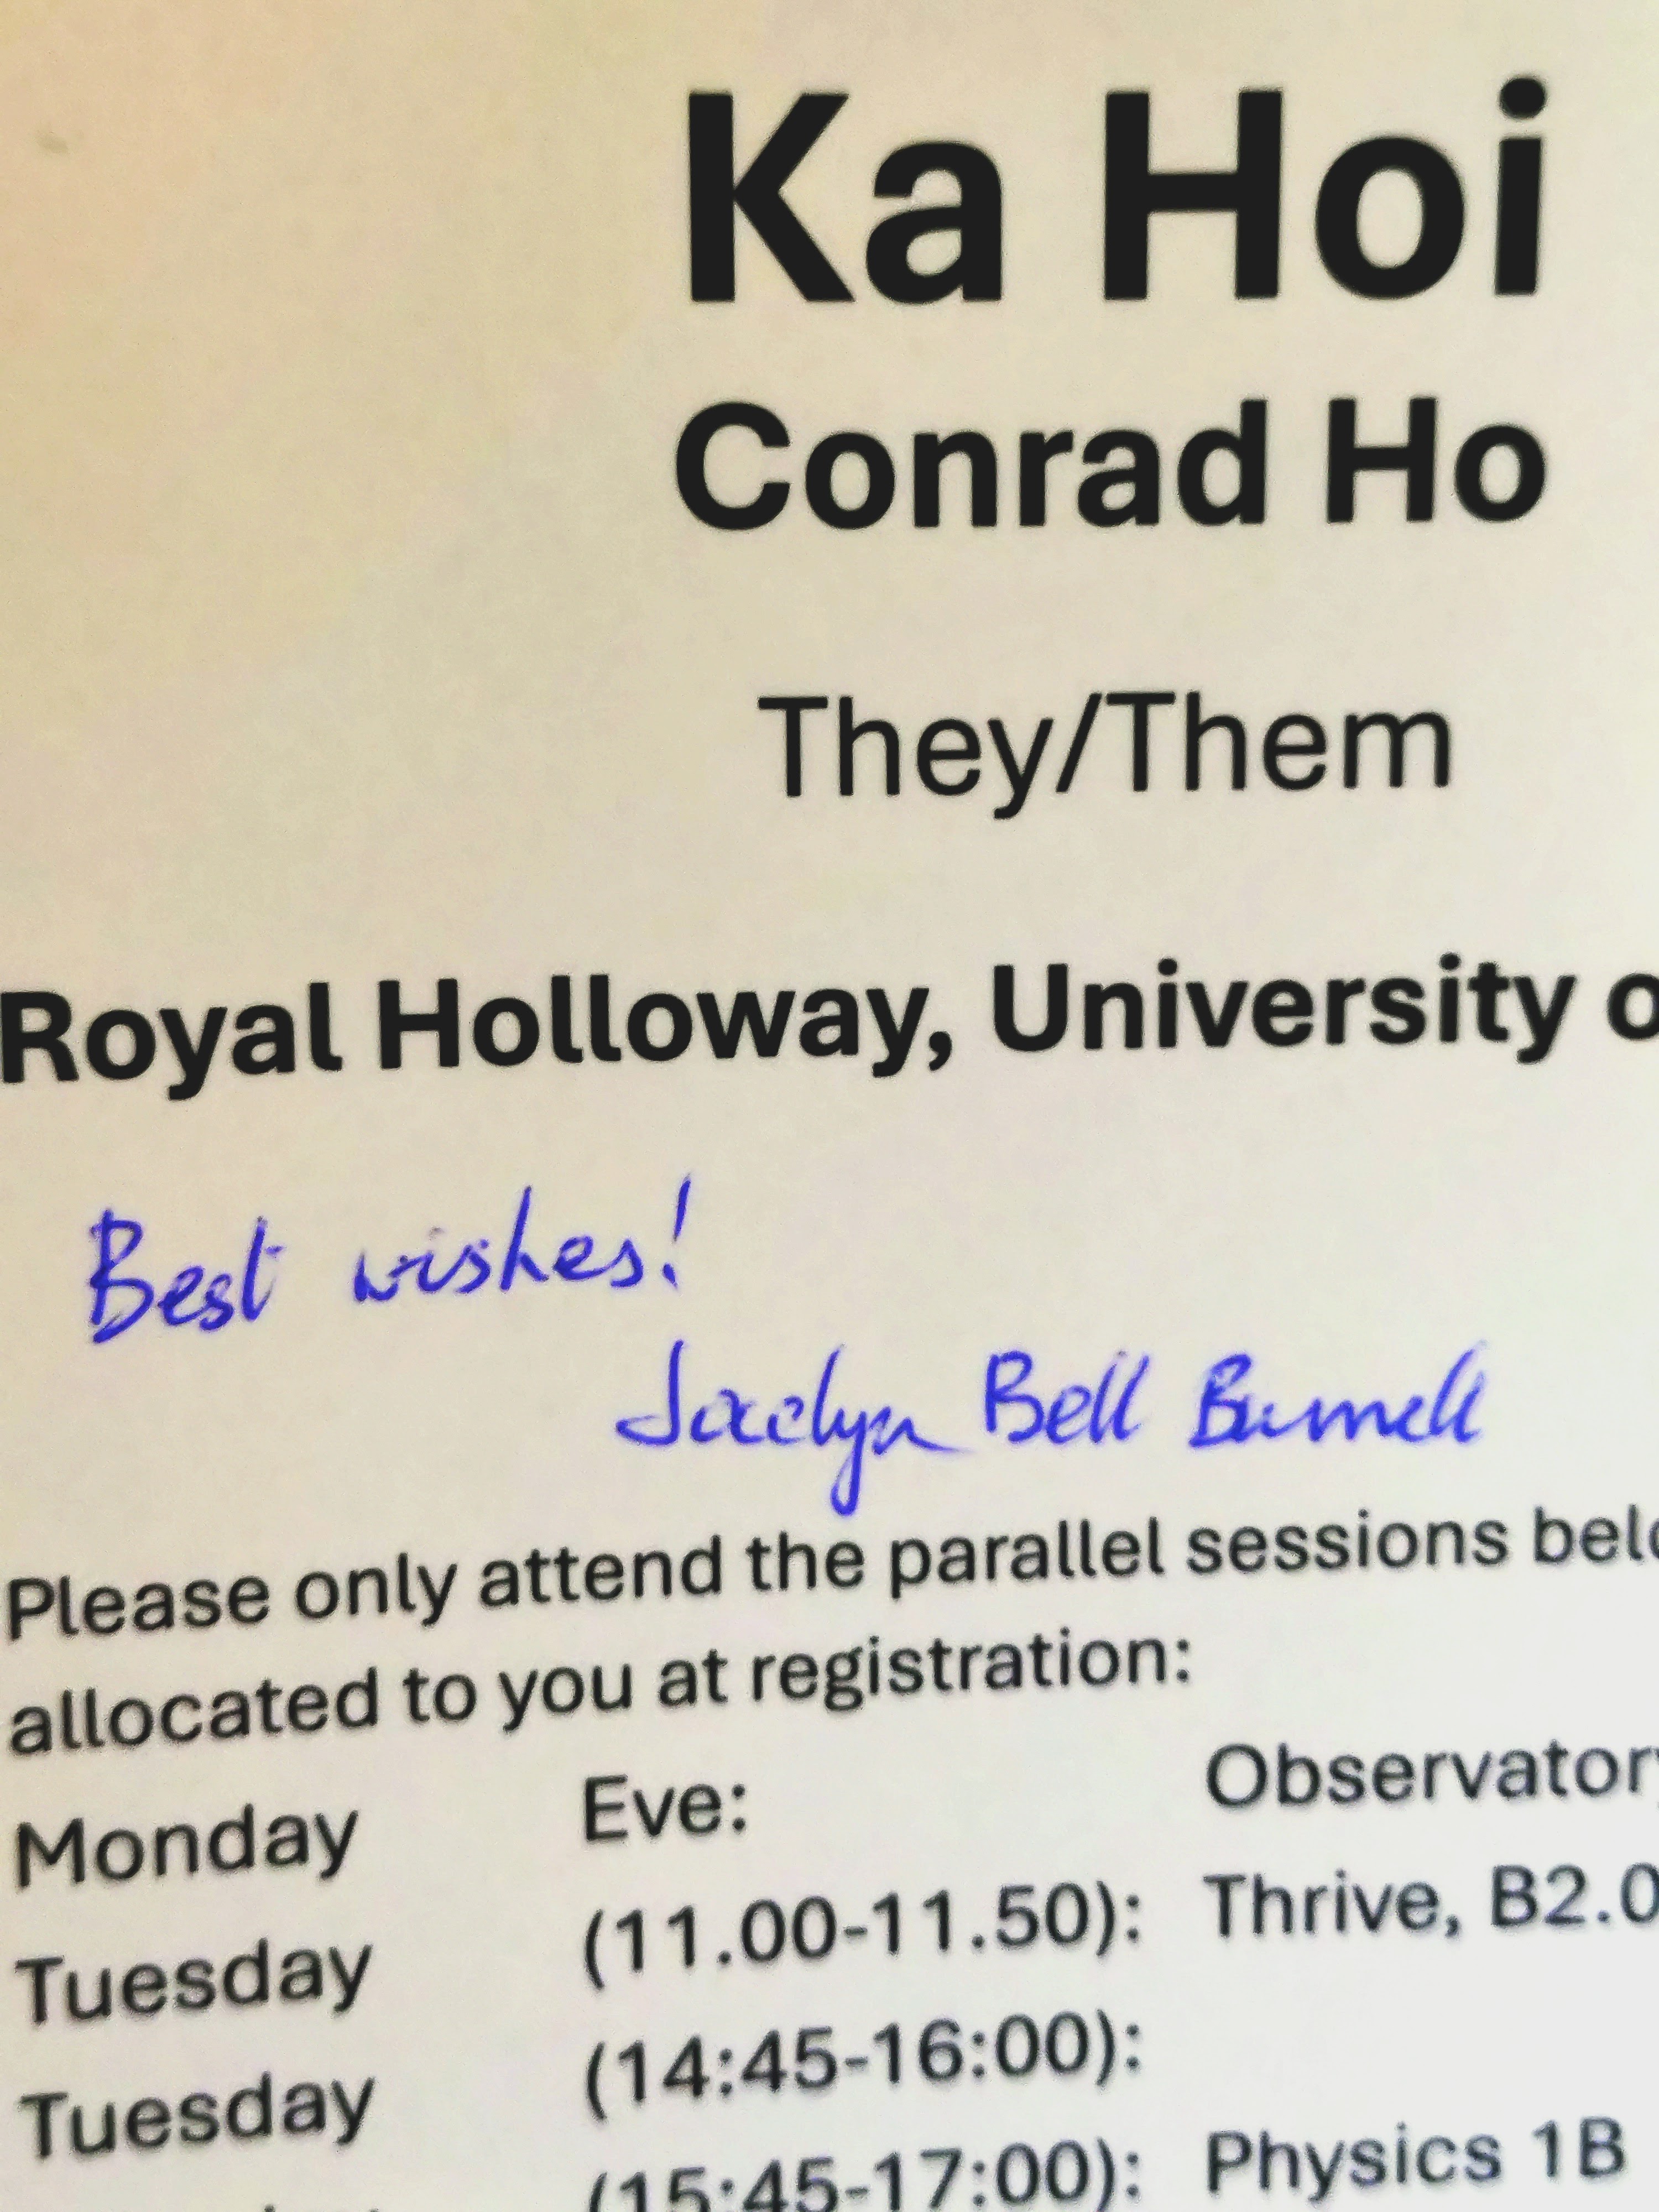 Ka Hoi
Conrad Ho
They/Them
Royal Holloway, University o
Best wishes!
Jocelyn Bell Burnell
Please only attend the parallel sessions belo
allocated to you at registration:
Monday Eve: Observatory
Tuesday (11.00-11.50): Thrive, B2.0
Tuesday (14:45-16:00):
(15:45-17:00): Physics 1B